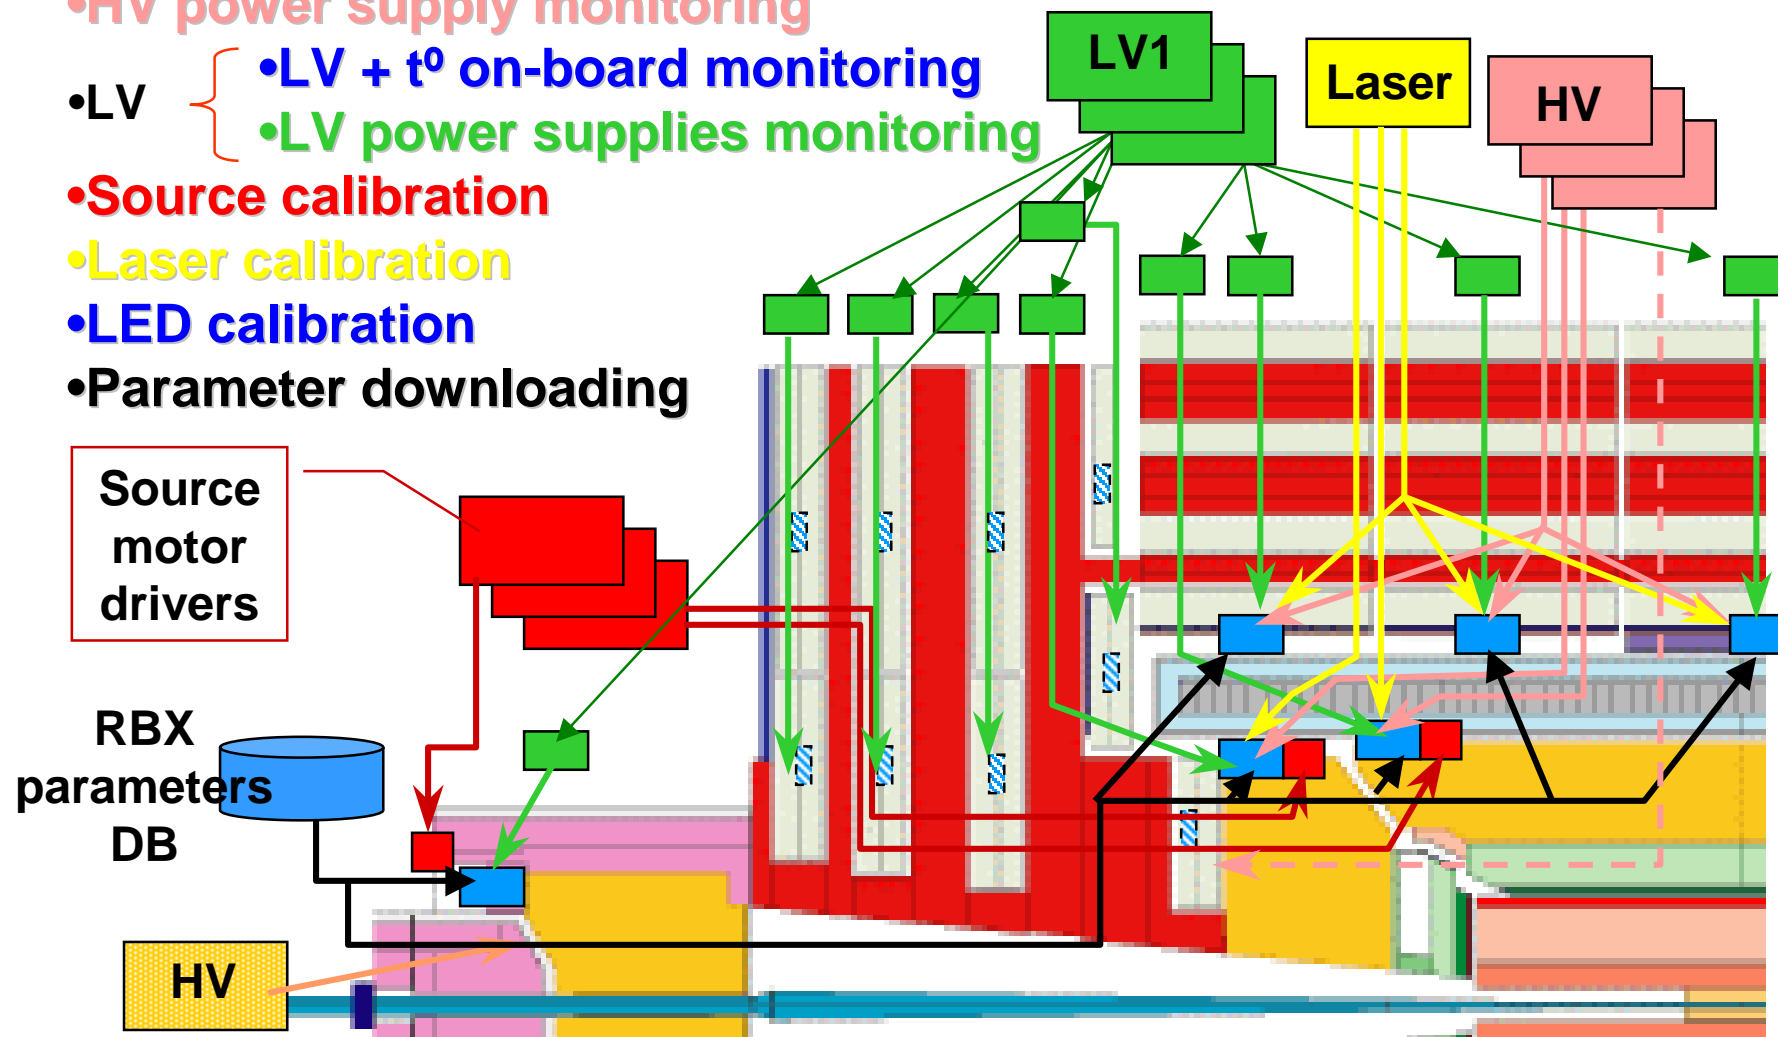 •HV power supply monitoring
•LV
•LV + t⁰ on-board monitoring
•LV power supplies monitoring
•Source calibration
•Laser calibration
•LED calibration
•Parameter downloading
LV1
Laser
HV
Source
motor
drivers
RBX
parameters
DB
HV